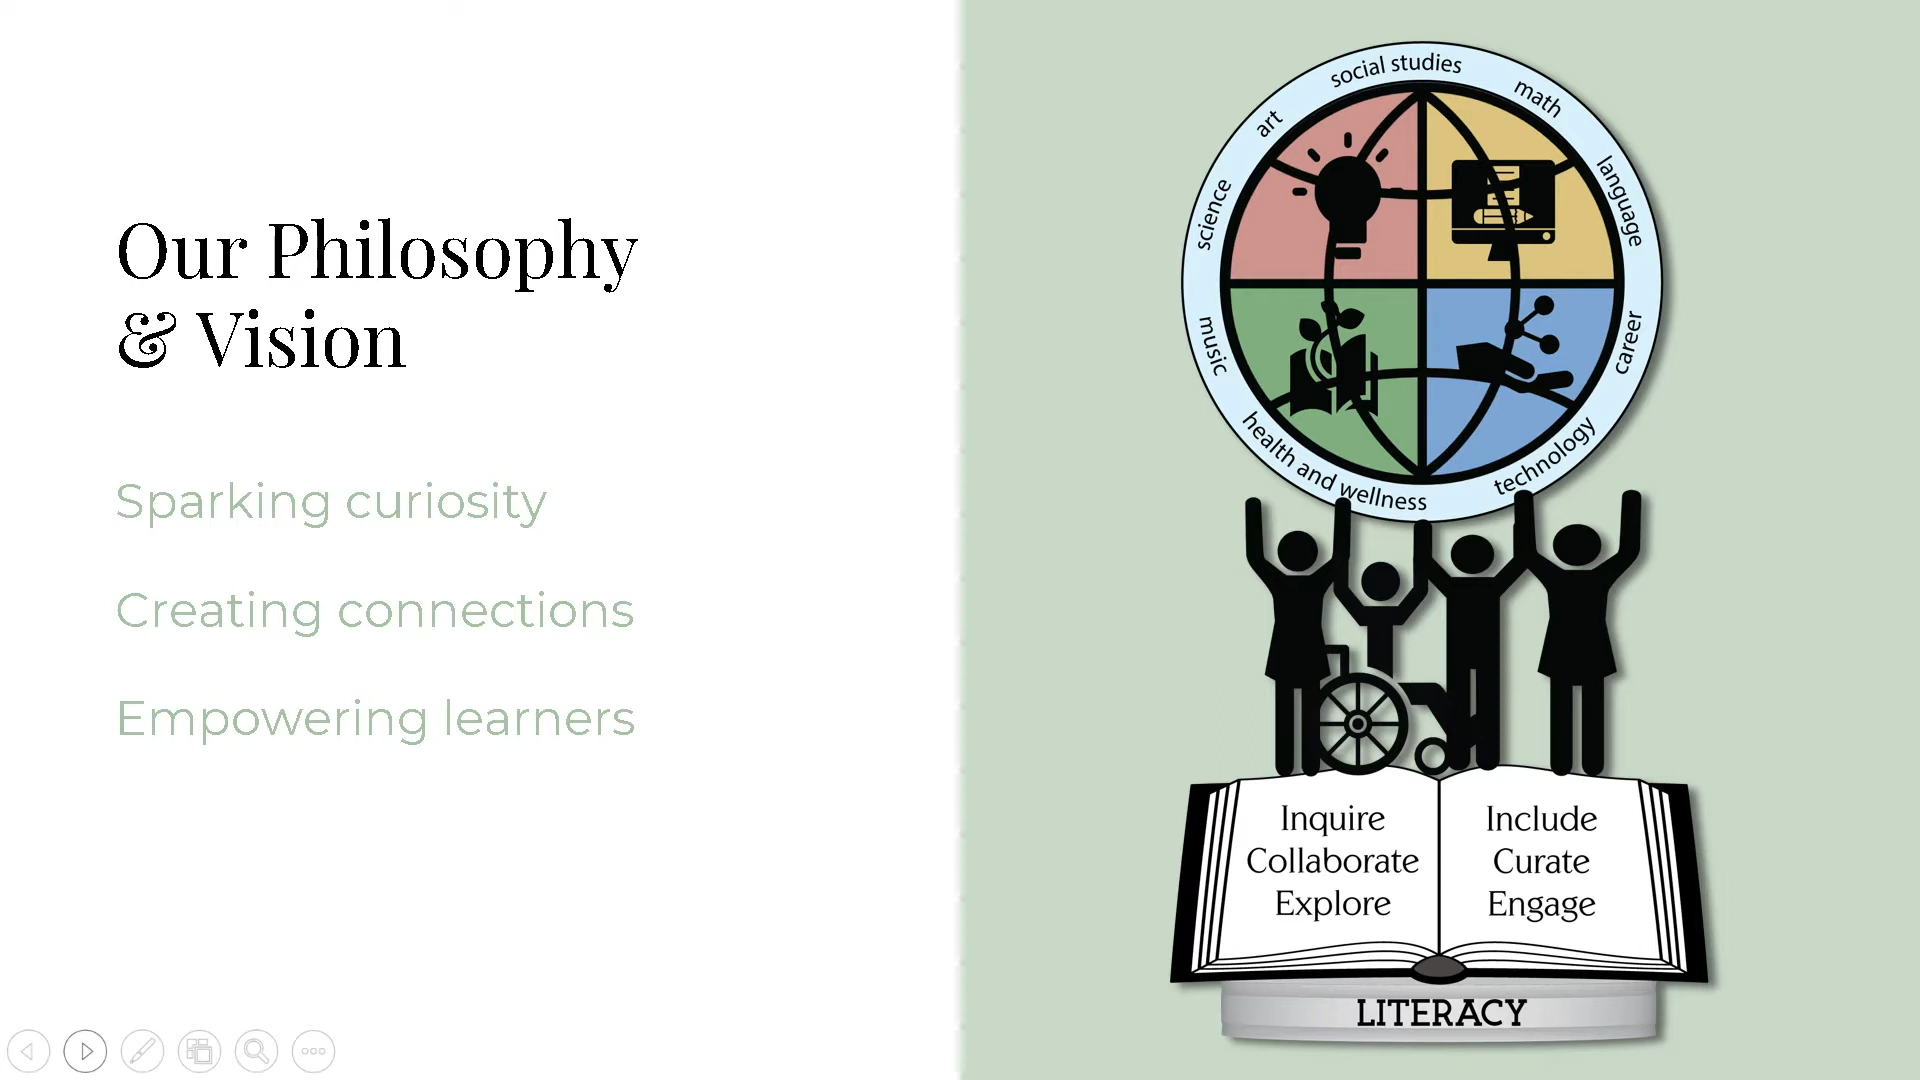 Our Philosophy
& Vision
Sparking curiosity
Creating connections
Empowering learners
social studies
math
language
career
technology
health and wellness
music
science
art
Inquire
Collaborate
Explore
Include
Curate
Engage
LITERACY